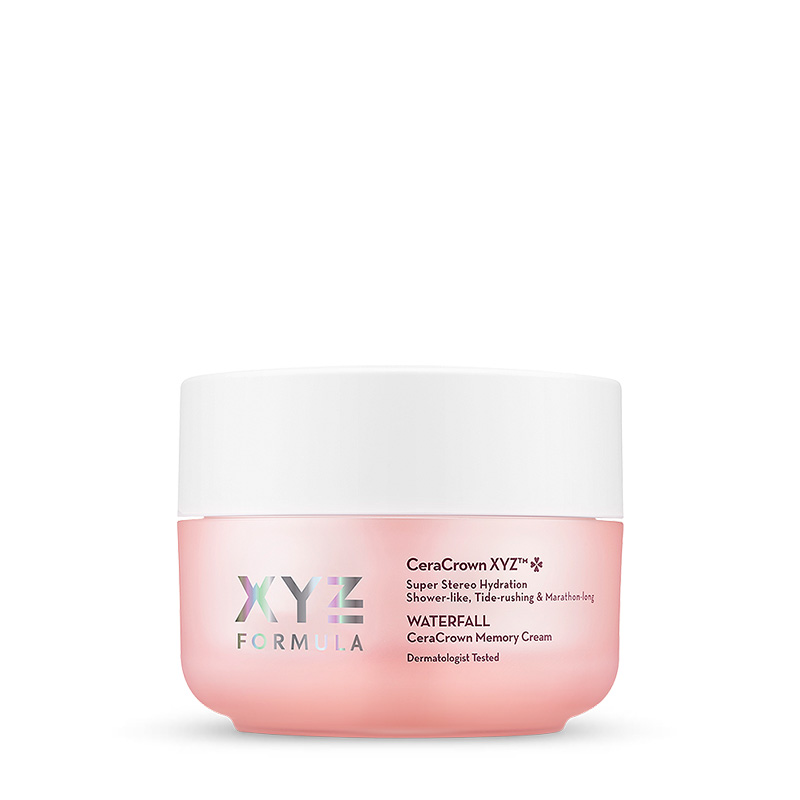 XYZ
FORMULA
CeraCrown XYZ™
Super Stereo Hydration
Shower-like, Tide-rushing & Marathon-long
WATERFALL
CeraCrown Memory Cream
Dermatologist Tested